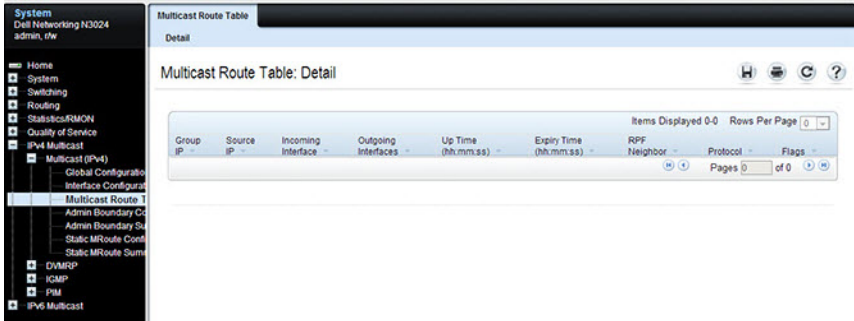 System
Dell Networking N3024
admin, r/w
Home
System
Switching
Routing
Statistics/RMON
Quality of Service
IPv4 Multicast
Multicast (IPv4)
Global Configuratio
Interface Configurat
Multicast Route T
Admin Boundary Co
Admin Boundary Su
Static MRoute Confi
Static MRoute Summ
DVMRP
IGMP
PIM
IPv6 Multicast
Multicast Route Table
Detail
Multicast Route Table: Detail
?
Items Displayed 0-0 Rows Per Page 0
Group IP Source IP Incoming Interface Outgoing Interfaces Up Time (hh:mm:ss) Expiry Time (hh:mm:ss) RPF Neighbor Protocol Flags
Pages 0 of 0